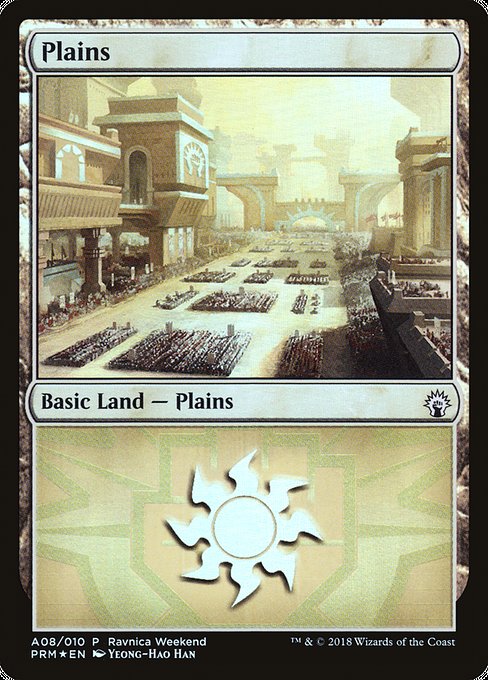 Plains
Basic Land — Plains
A08/010 P Ravnica Weekend
™ & © 2018 Wizards of the Coast
PRM★EN Yeong-Hao Han